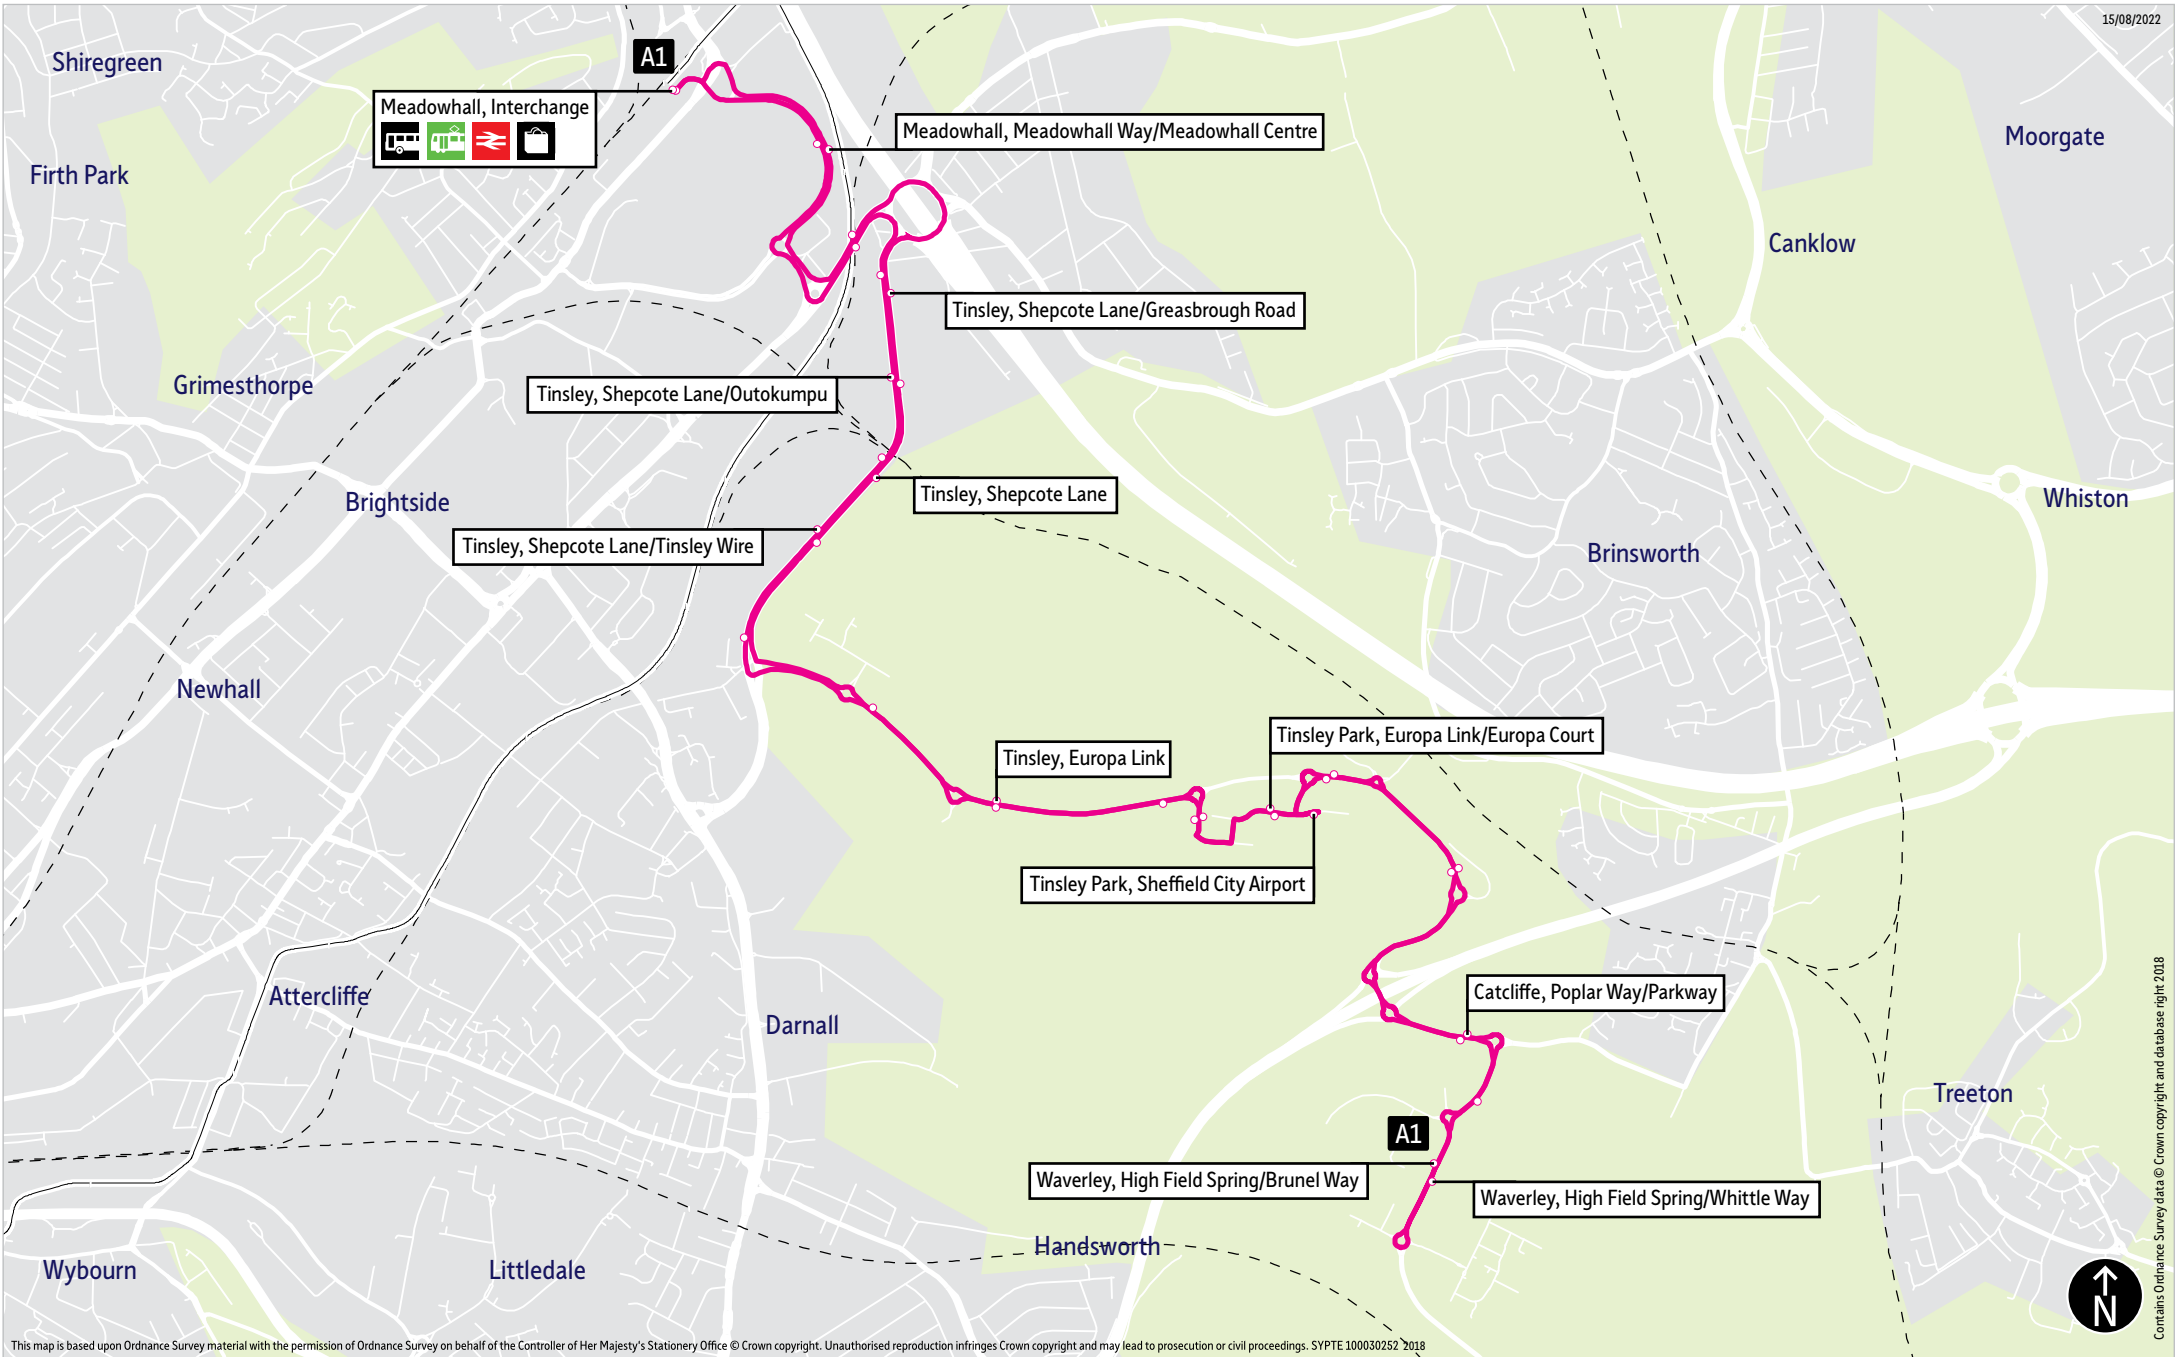 15/08/2022
Shiregreen
A1
Meadowhall, Interchange
Meadowhall, Meadowhall Way/Meadowhall Centre
Moorgate
Firth Park
Canklow
Tinsley, Shepcote Lane/Greasbrough Road
Grimesthorpe
Tinsley, Shepcote Lane/Outokumpu
Brightside
Tinsley, Shepcote Lane
Whiston
Tinsley, Shepcote Lane/Tinsley Wire
Brinsworth
Newhall
Tinsley Park, Europa Link/Europa Court
Tinsley, Europa Link
Tinsley Park, Sheffield City Airport
Attercliffe
Catcliffe, Poplar Way/Parkway
Darnall
Treeton
A1
Waverley, High Field Spring/Brunel Way
Waverley, High Field Spring/Whittle Way
Handsworth
Wybourn
Littledale
N
Contains Ordnance Survey data © Crown copyright and database right 2018
This map is based upon Ordnance Survey material with the permission of Ordnance Survey on behalf of the Controller of Her Majesty's Stationery Office © Crown copyright. Unauthorised reproduction infringes Crown copyright and may lead to prosecution or civil proceedings. SYPTE 100030252 2018